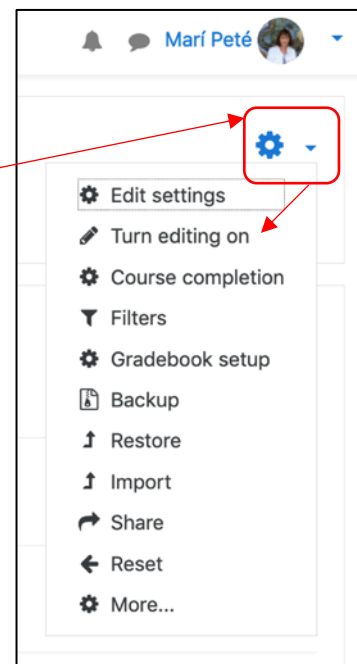 Marí Peté
Edit settings
Turn editing on
Course completion
Filters
Gradebook setup
Backup
Restore
Import
Share
Reset
More...